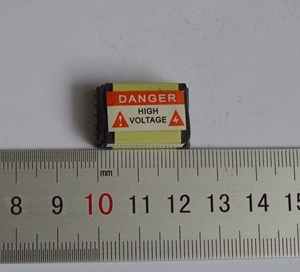 DANGER
HIGH
VOLTAGE
mm
8 9 10 11 12 13 14 15